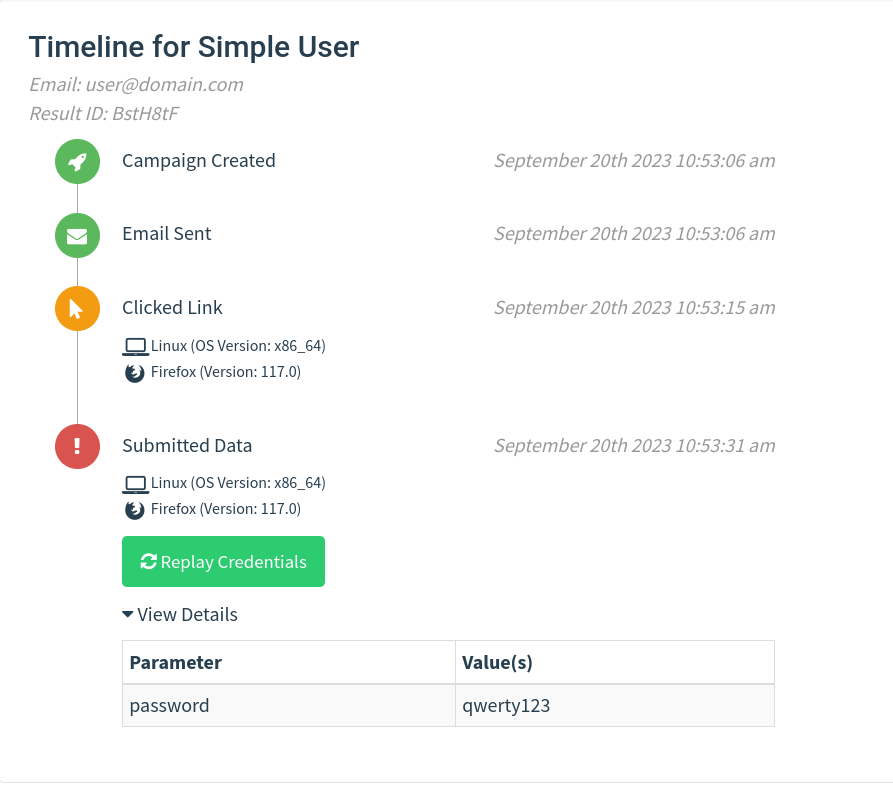 Timeline for Simple User
Email: user@domain.com
Result ID: BstH8tF
Campaign Created September 20th 2023 10:53:06 am
Email Sent September 20th 2023 10:53:06 am
Clicked Link September 20th 2023 10:53:15 am
Linux (OS Version: x86_64)
Firefox (Version: 117.0)
Submitted Data September 20th 2023 10:53:31 am
Linux (OS Version: x86_64)
Firefox (Version: 117.0)
Replay Credentials
View Details
Parameter Value(s)
password qwerty123